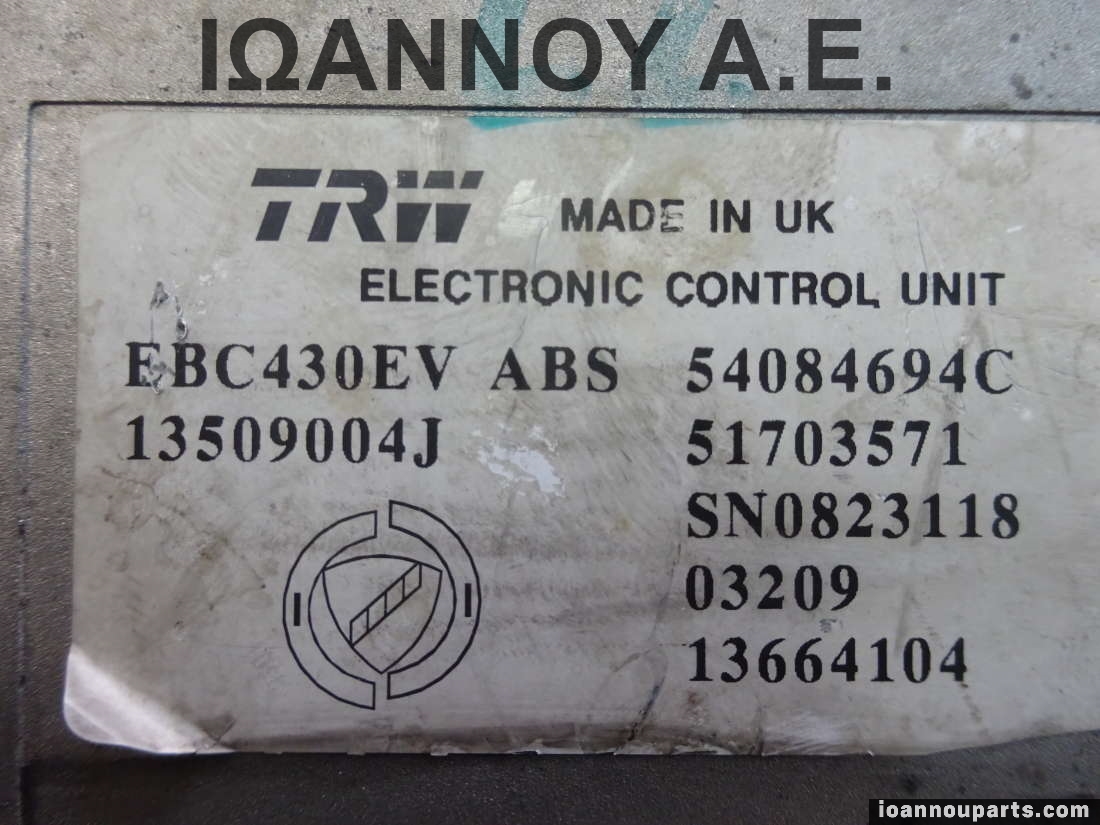 ΙΩΑΝΝΟΥ Α.Ε.
TRW MADE IN UK
ELECTRONIC CONTROL UNIT
EBC430EV ABS 54084694C
13509004J 51703571
SN0823118
03209
13664104
ioannouparts.com